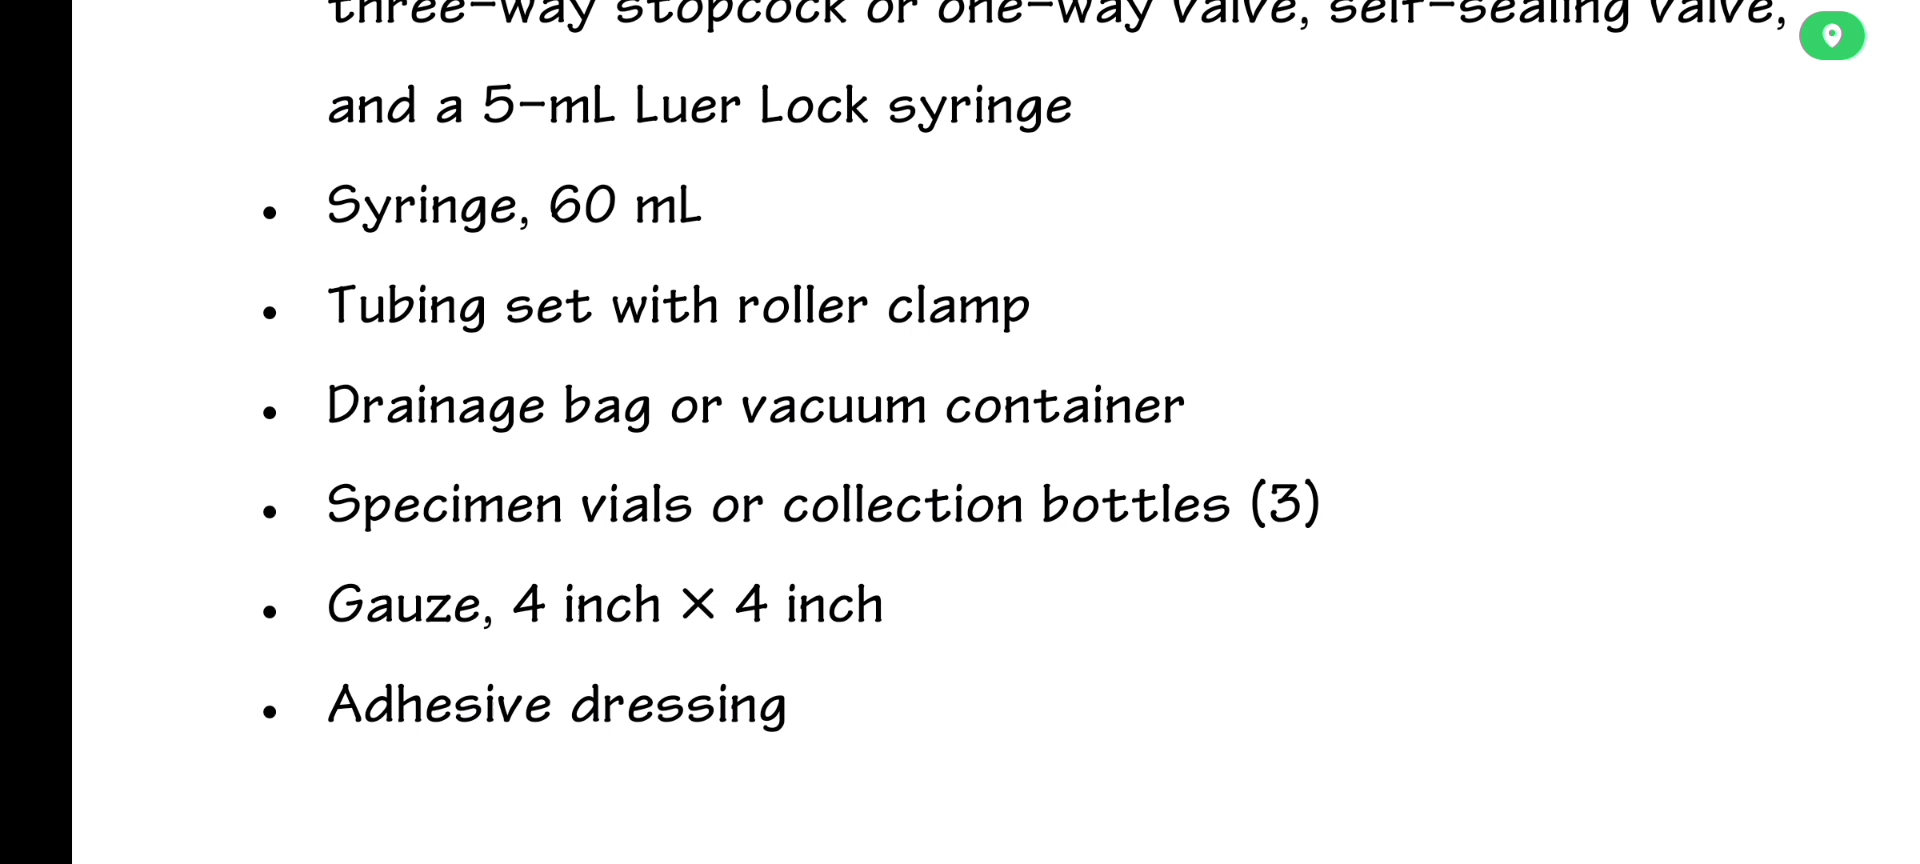 three-way stopcock or one-way valve, self-sealing valve,
and a 5-mL Luer Lock syringe
• Syringe, 60 mL
• Tubing set with roller clamp
• Drainage bag or vacuum container
• Specimen vials or collection bottles (3)
• Gauze, 4 inch × 4 inch
• Adhesive dressing